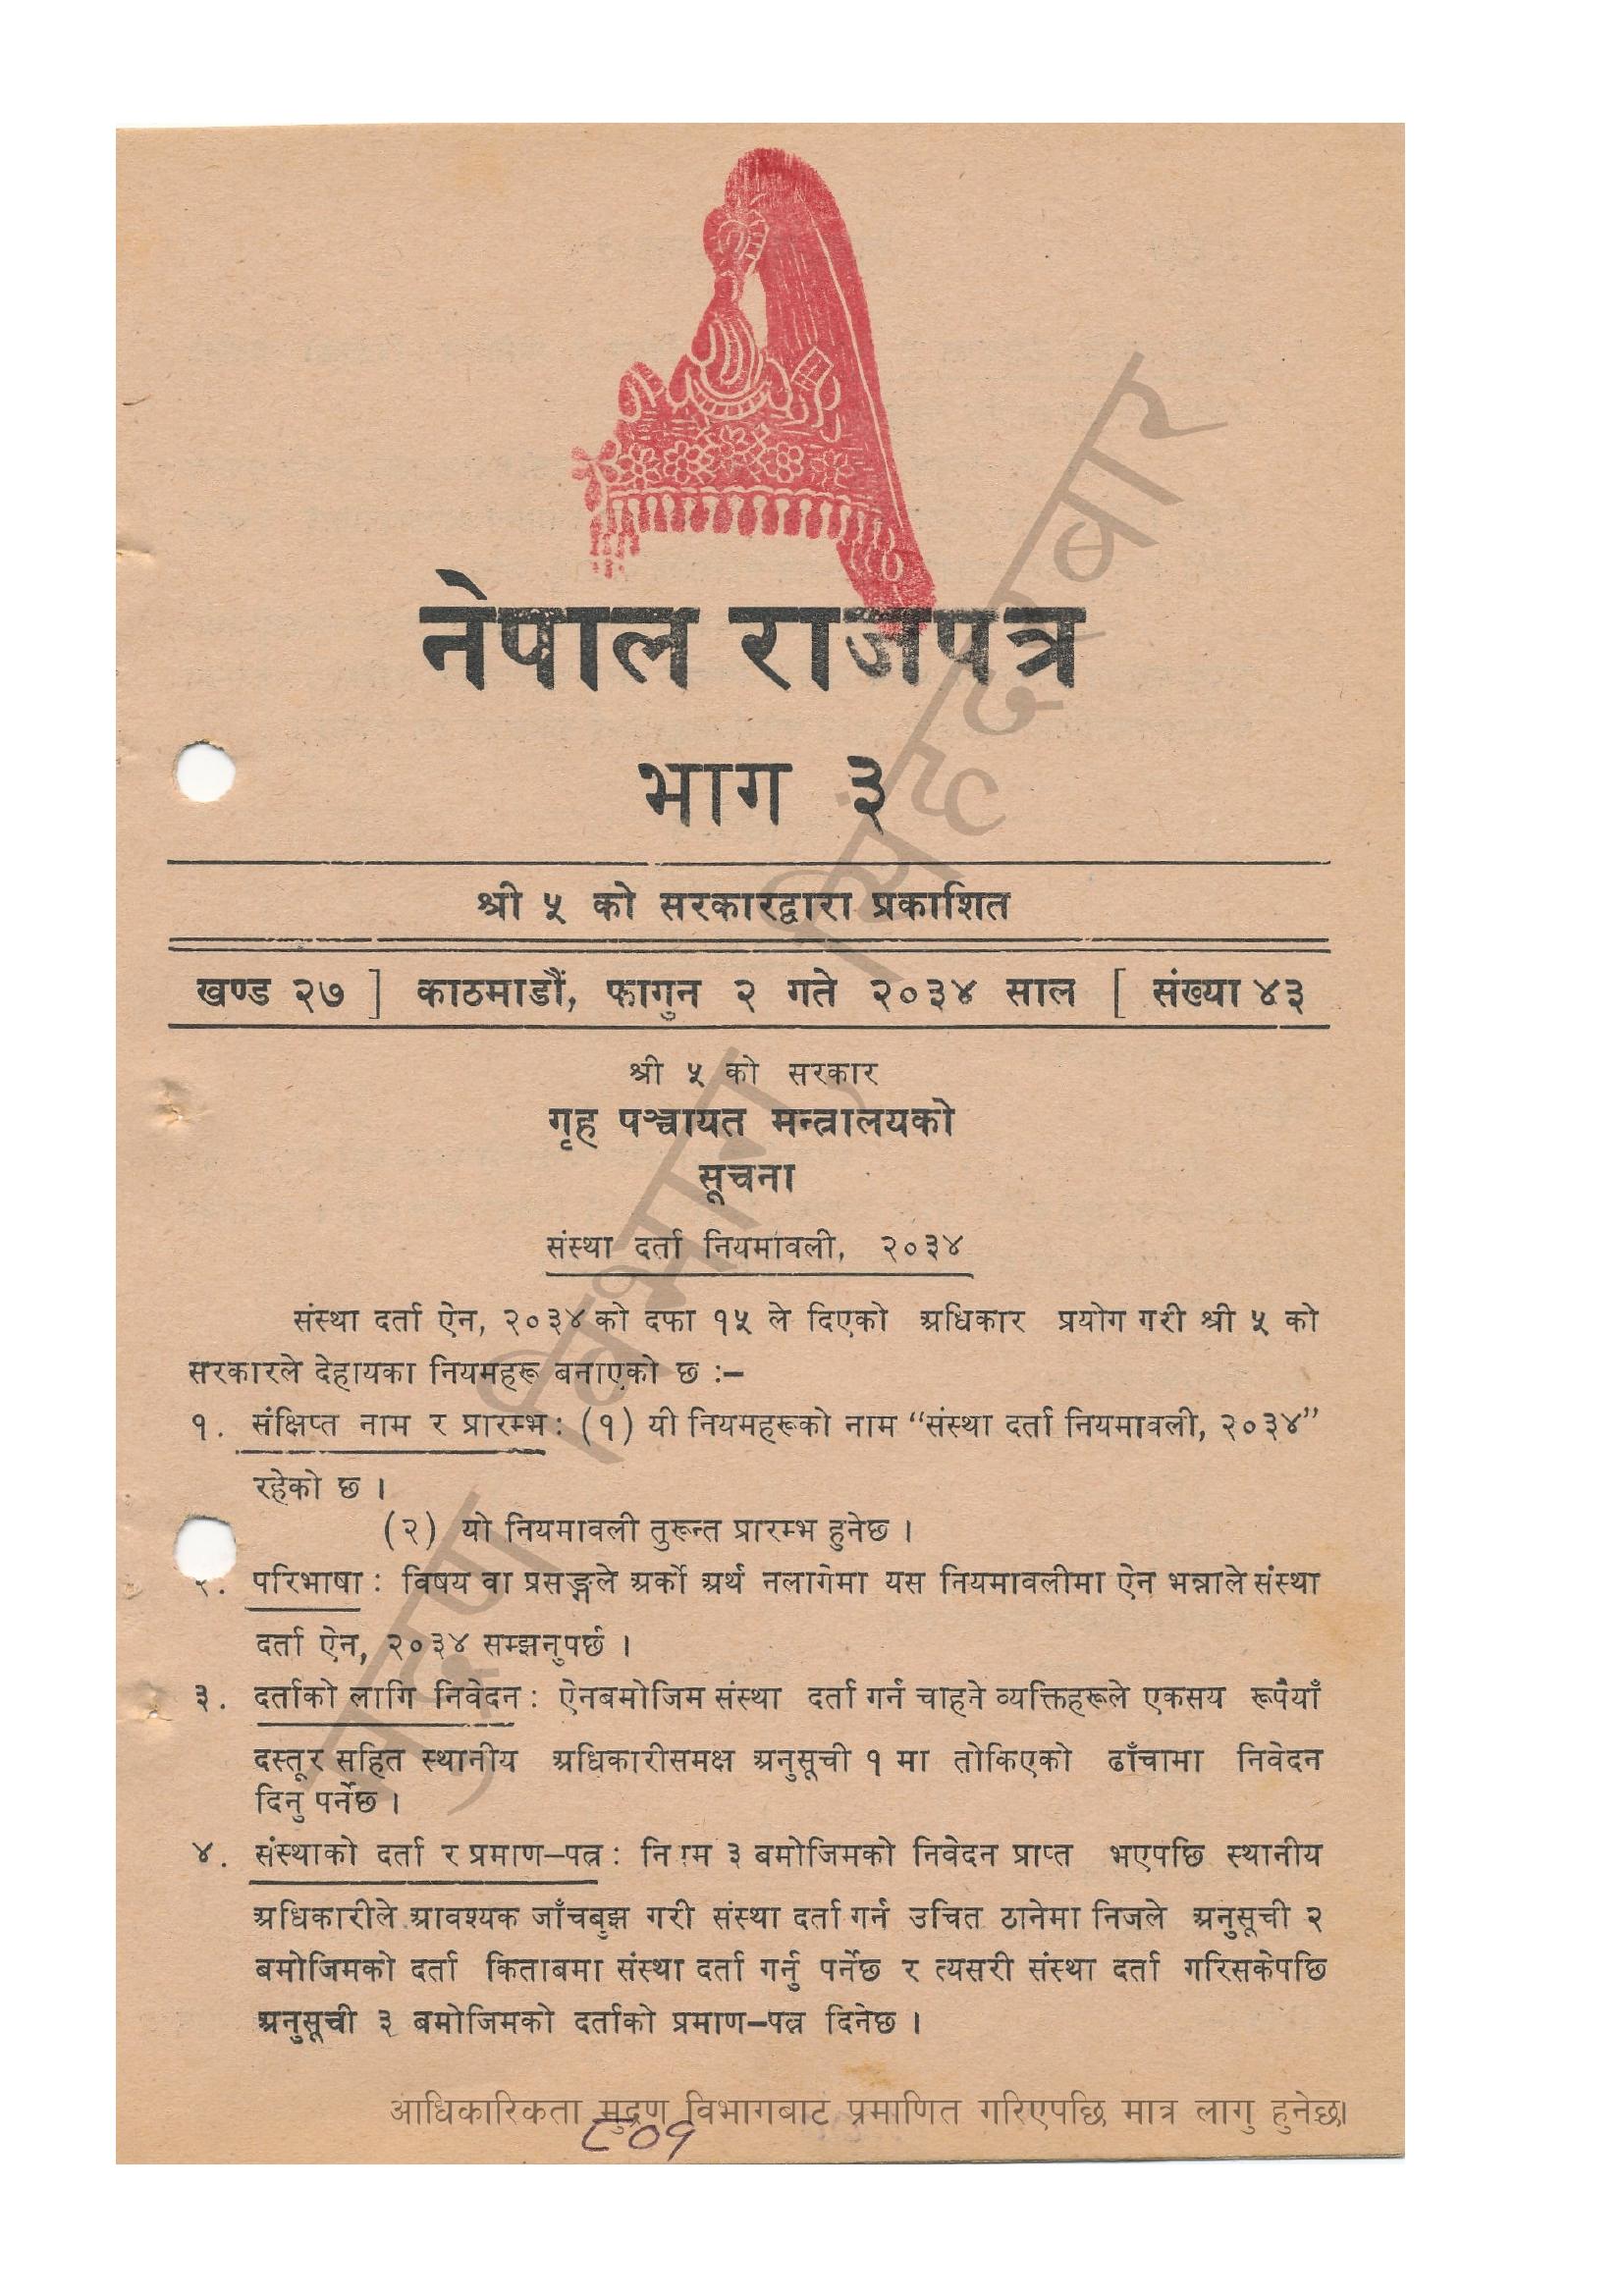 नेपाल राजपत्र
भाग ३
श्री ५ को सरकारद्वारा प्रकाशित
खण्ड २७ ] काठमाडौं, फागुन २ गते २०३४ साल [ संख्या ४३
श्री ५ को सरकार
गृह पञ्चायत मन्त्रालयको
सूचना
संस्था दर्ता नियमावली, २०३४
संस्था दर्ता ऐन, २०३४ को दफा १५ ले दिएको अधिकार प्रयोग गरी श्री ५ को
सरकारले देहायका नियमहरू बनाएको छ :–
१. संक्षिप्त नाम र प्रारम्भ : (१) यी नियमहरूको नाम “संस्था दर्ता नियमावली, २०३४”
रहेको छ ।
(२) यो नियमावली तुरून्त प्रारम्भ हुनेछ ।
२. परिभाषा : विषय वा प्रसङ्गले अर्को अर्थ नलागेमा यस नियमावलीमा ऐन भन्नाले संस्था
दर्ता ऐन, २०३४ सम्झनुपर्छ ।
३. दर्ताको लागि निवेदन : ऐनबमोजिम संस्था दर्ता गर्न चाहने व्यक्तिहरूले एकसय रूपैयाँ
दस्तूर सहित स्थानीय अधिकारीसमक्ष अनुसूची १ मा तोकिएको ढाँचामा निवेदन
दिनु पर्नेछ ।
४. संस्थाको दर्ता र प्रमाण–पत्र : नियम ३ बमोजिमको निवेदन प्राप्त भएपछि स्थानीय
अधिकारीले आवश्यक जाँचबुझ गरी संस्था दर्ता गर्न उचित ठानेमा निजले अनुसूची २
बमोजिमको दर्ता किताबमा संस्था दर्ता गर्नु पर्नेछ र त्यसरी संस्था दर्ता गरिसकेपछि
अनुसूची ३ बमोजिमको दर्ताको प्रमाण–पत्र दिनेछ ।
आधिकारिकता मुद्रण विभागबाट प्रमाणित गरिएपछि मात्र लागु हुनेछ।
मुद्रण विभाग, सिंहदरवार